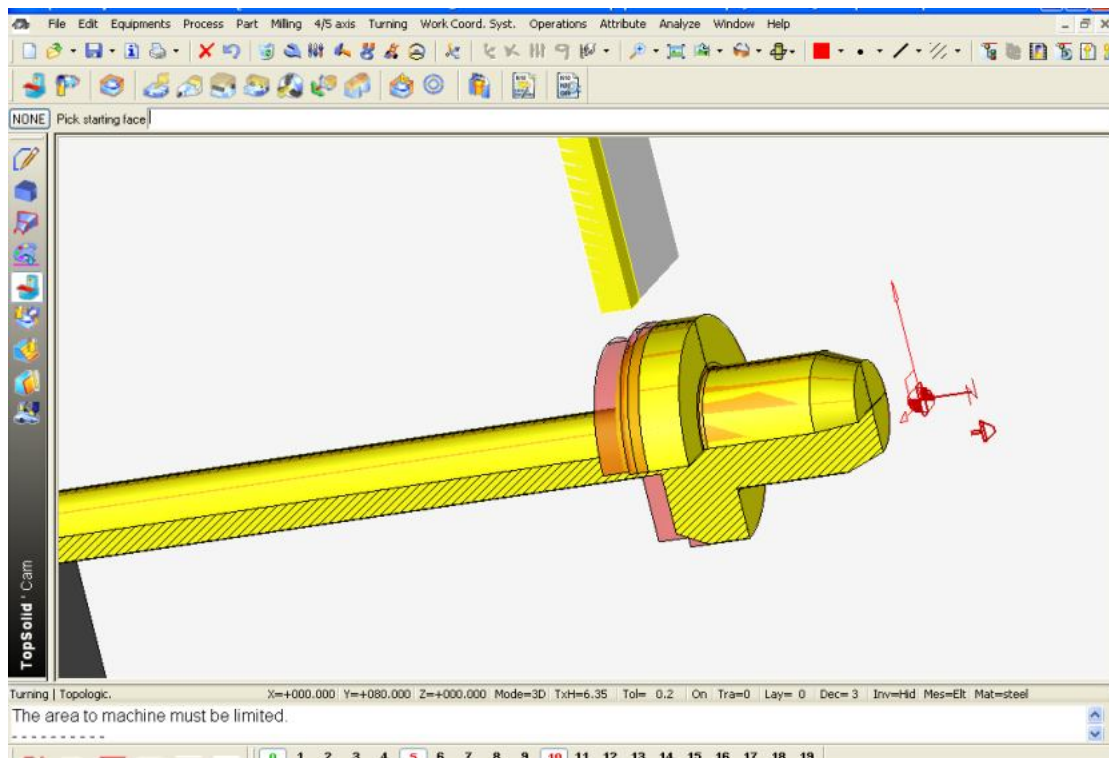 File Edit Equipments Process Part Milling 4/5 axis Turning Work Coord. Syst. Operations Attribute Analyze Window Help
NONE Pick starting face
TopSolid'Cam
Turning | Topologic. X=+000.000 Y=+080.000 Z=+000.000 Mode=3D TxH=6.35 Tol= 0.2 On Tra=0 Lay= 0 Dec= 3 Inv=Hid Mes=Elt Mat=steel
The area to machine must be limited.
----------
0 1 2 3 4 5 6 7 8 9 10 11 12 13 14 15 16 17 18 19